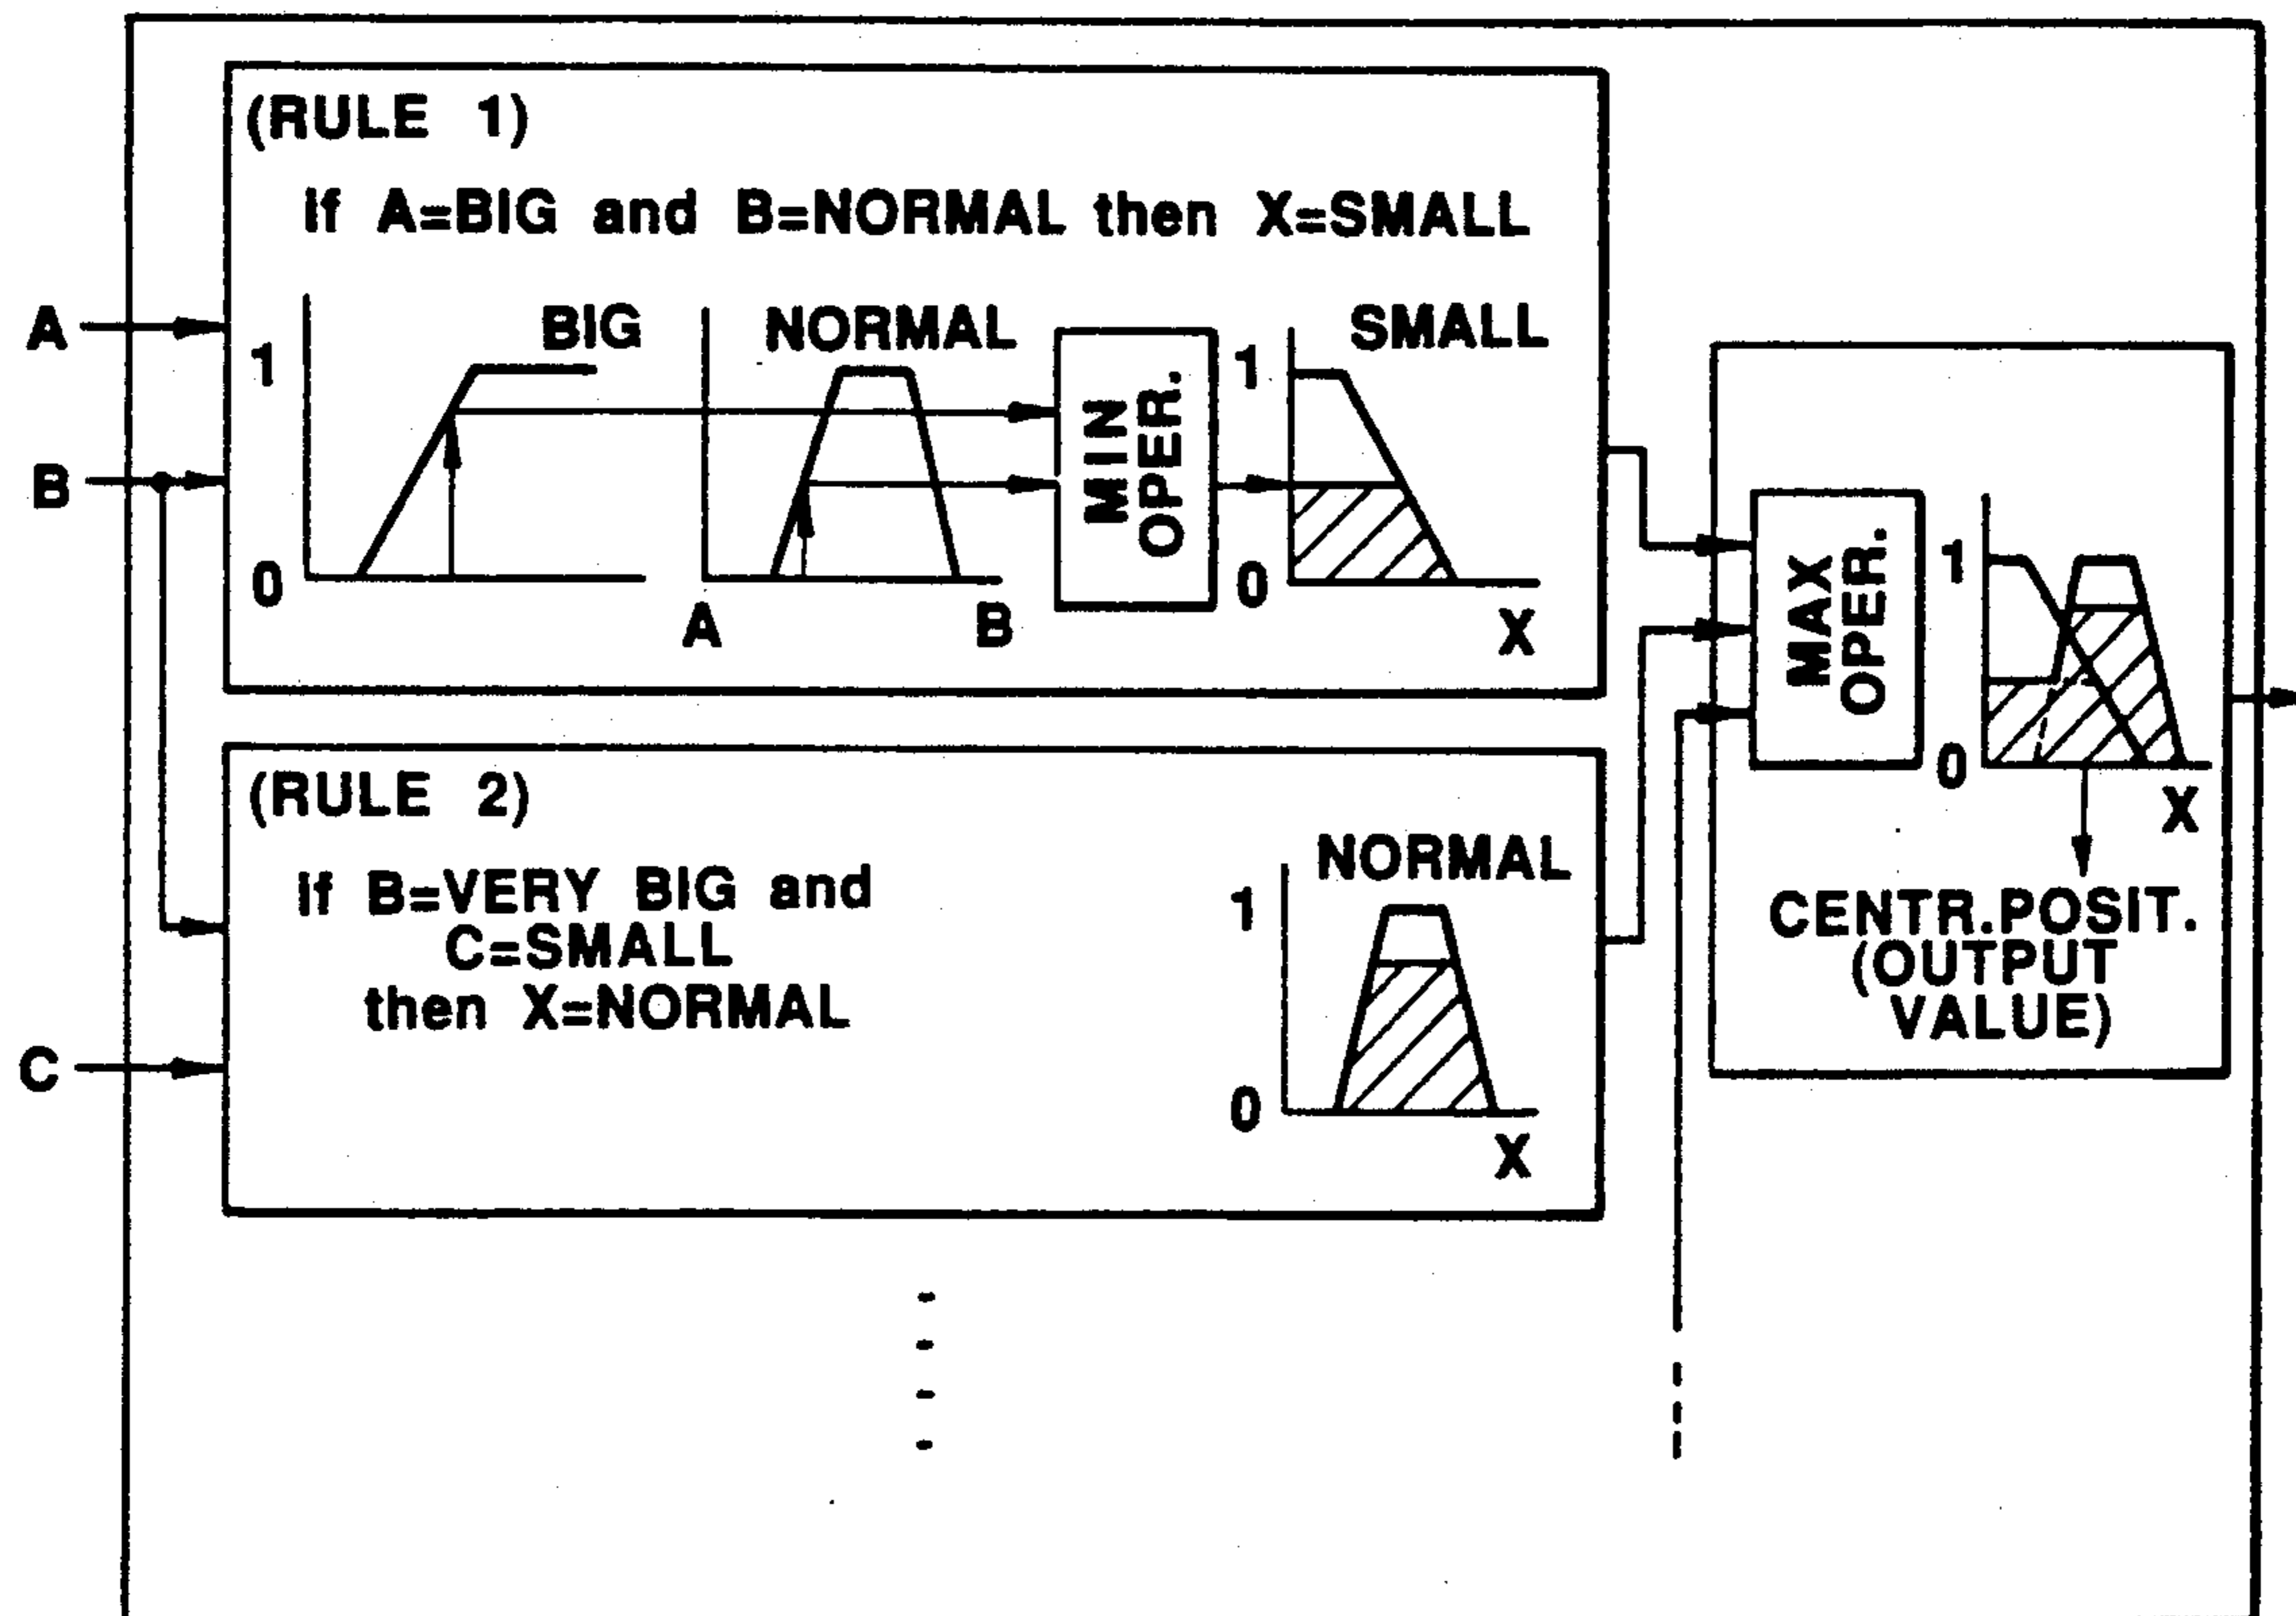 (RULE 1)
if A=BIG and B=NORMAL then X=SMALL
A
B
BIG
NORMAL
SMALL
1
0
A
B
MIN
OPER.
1
0
X
(RULE 2)
if B=VERY BIG and
C=SMALL
then X=NORMAL
C
NORMAL
1
0
X
MAX
OPER.
1
0
X
CENTR.POSIT.
(OUTPUT
VALUE)